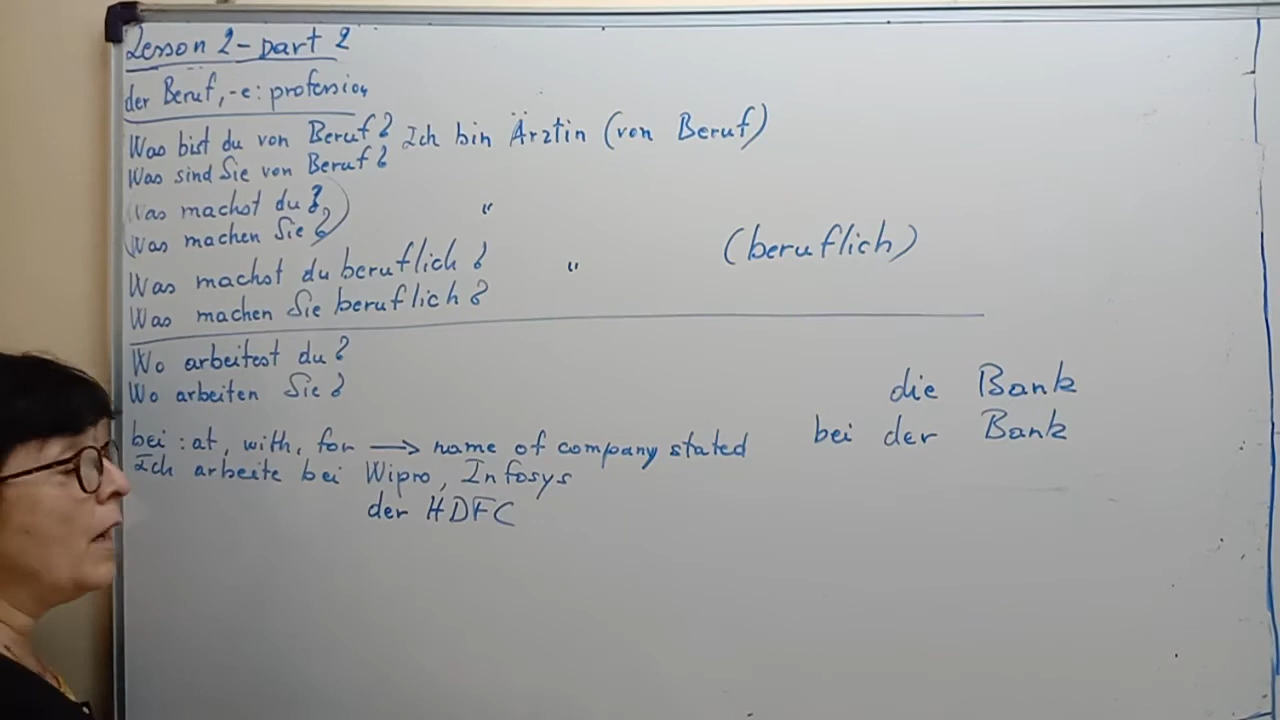 Lesson 2 - part 2
der Beruf, -e : profession
Was bist du von Beruf? Ich bin Ärztin (von Beruf)
Was sind Sie von Beruf?
(Was machst du?) "
(Was machen Sie?)
Was machst du beruflich? " (beruflich)
Was machen Sie beruflich?
Wo arbeitest du?
Wo arbeiten Sie?
die Bank
bei der Bank
bei : at, with, for → name of company stated
Ich arbeite bei Wipro, Infosys
der HDFC